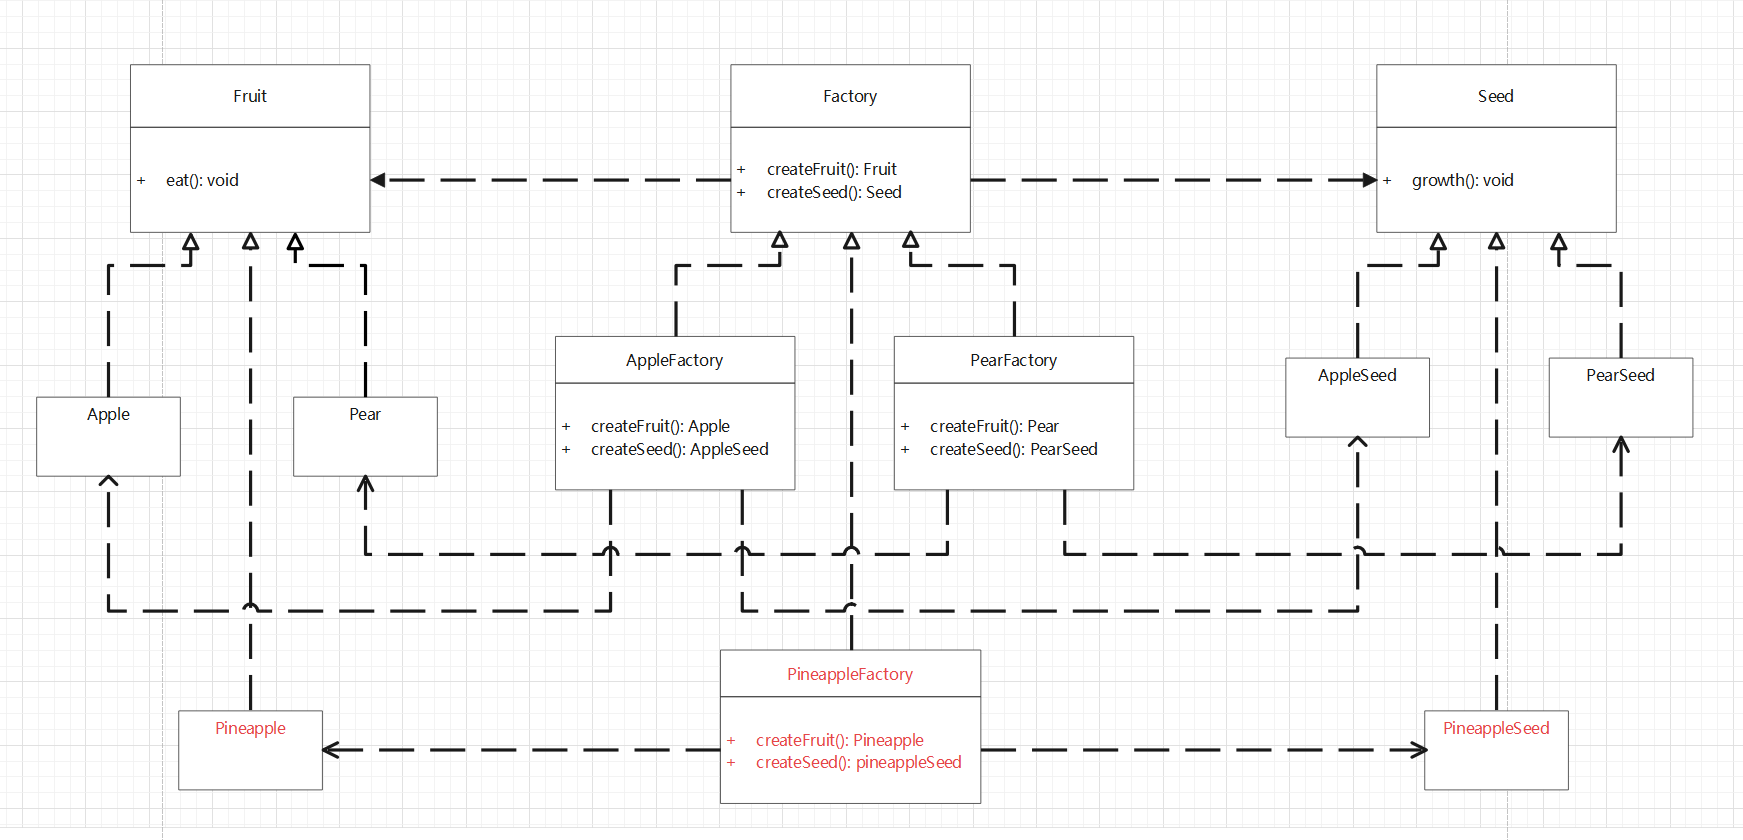 Fruit
+ eat(): void
Factory
+ createFruit(): Fruit
+ createSeed(): Seed
Seed
+ growth(): void
AppleFactory
+ createFruit(): Apple
+ createSeed(): AppleSeed
PearFactory
+ createFruit(): Pear
+ createSeed(): PearSeed
AppleSeed
PearSeed
Apple
Pear
PineappleFactory
+ createFruit(): Pineapple
+ createSeed(): pineappleSeed
Pineapple
PineappleSeed